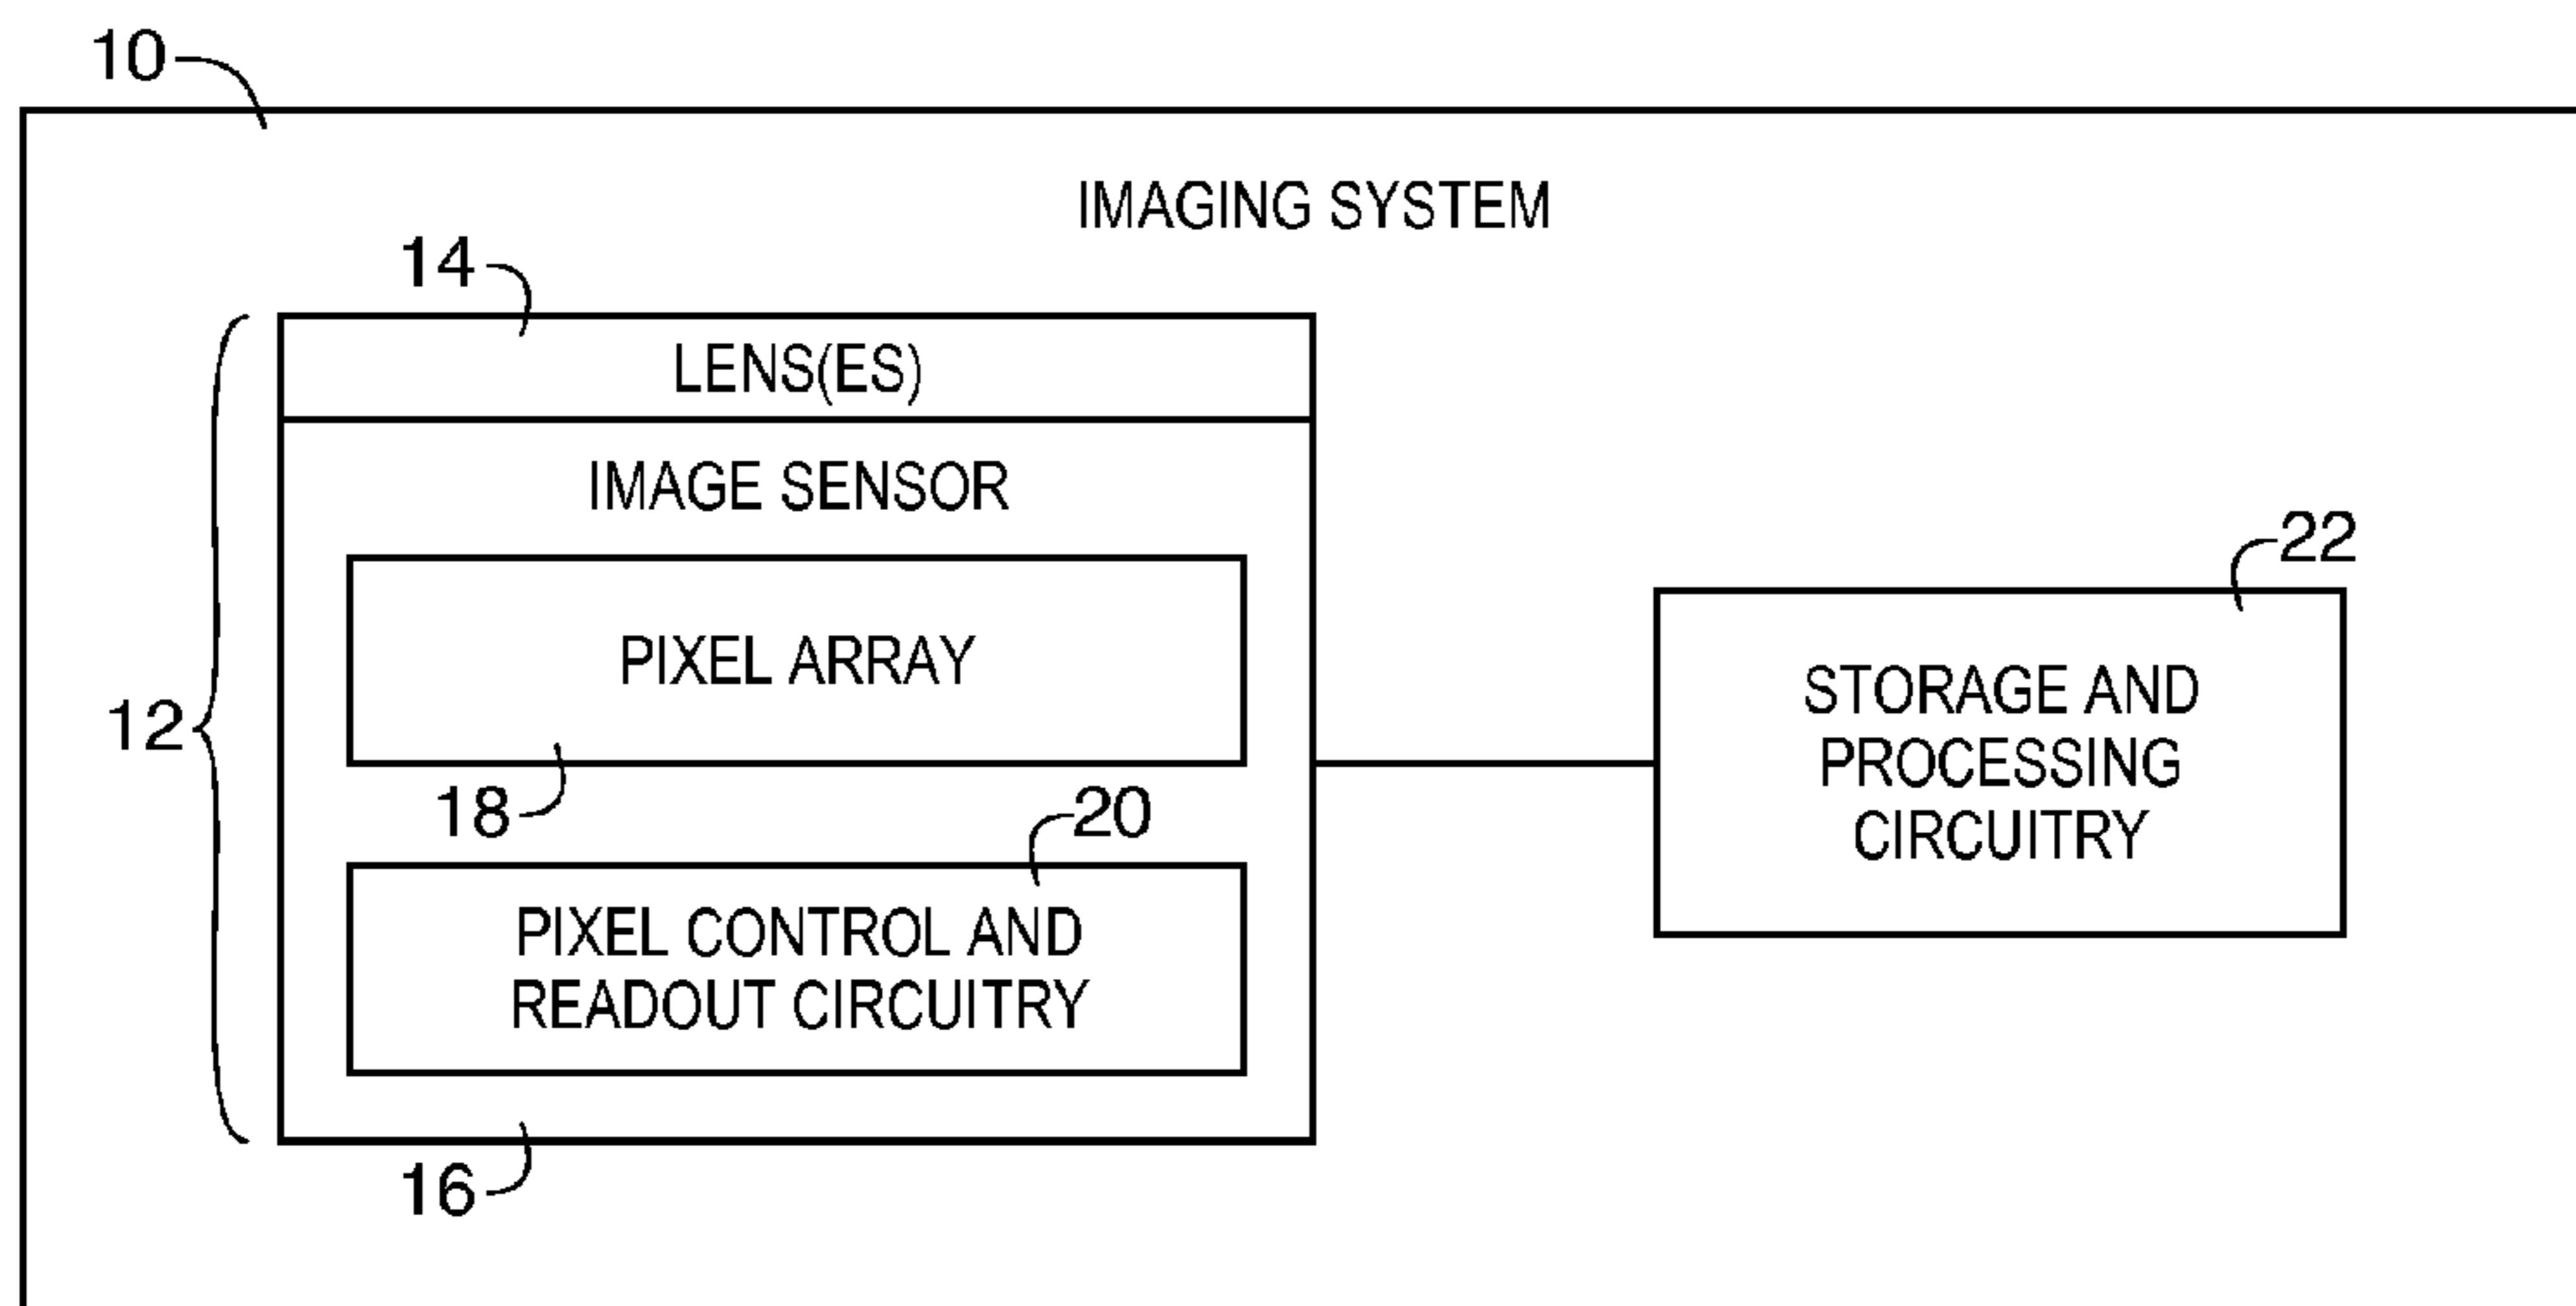 10
IMAGING SYSTEM
14
LENS(ES)
IMAGE SENSOR
22
PIXEL ARRAY
STORAGE AND
PROCESSING
CIRCUITRY
12
18
20
PIXEL CONTROL AND
READOUT CIRCUITRY
16